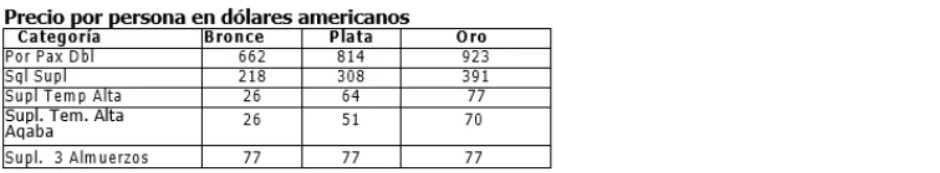 Precio por persona en dólares americanos
Categoría Bronce Plata Oro
Por Pax Dbl 662 814 923
Sgl Supl 218 308 391
Supl Temp Alta 26 64 77
Supl. Tem. Alta
Aqaba 26 51 70
Supl. 3 Almuerzos 77 77 77